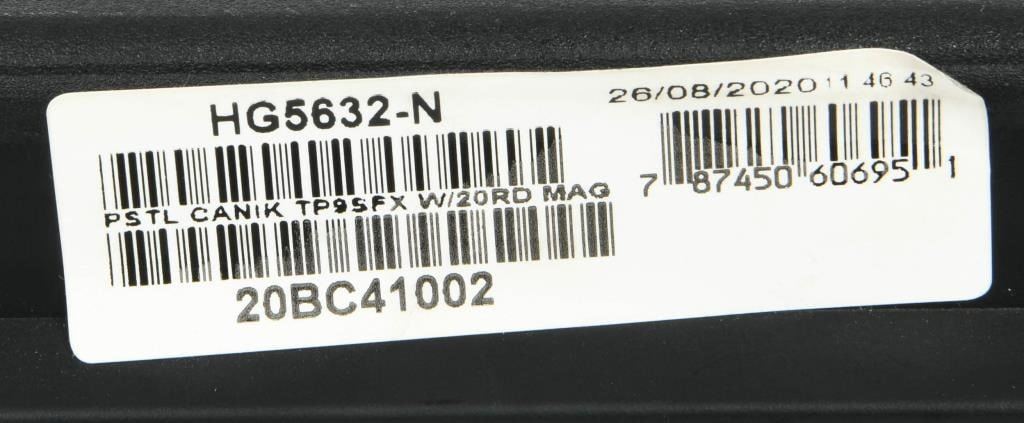 HG5632-N
26/08/2020 11 46 43
PSTL CANIK TP9SFX W/20RD MAG
7 87450 60695 1
20BC41002